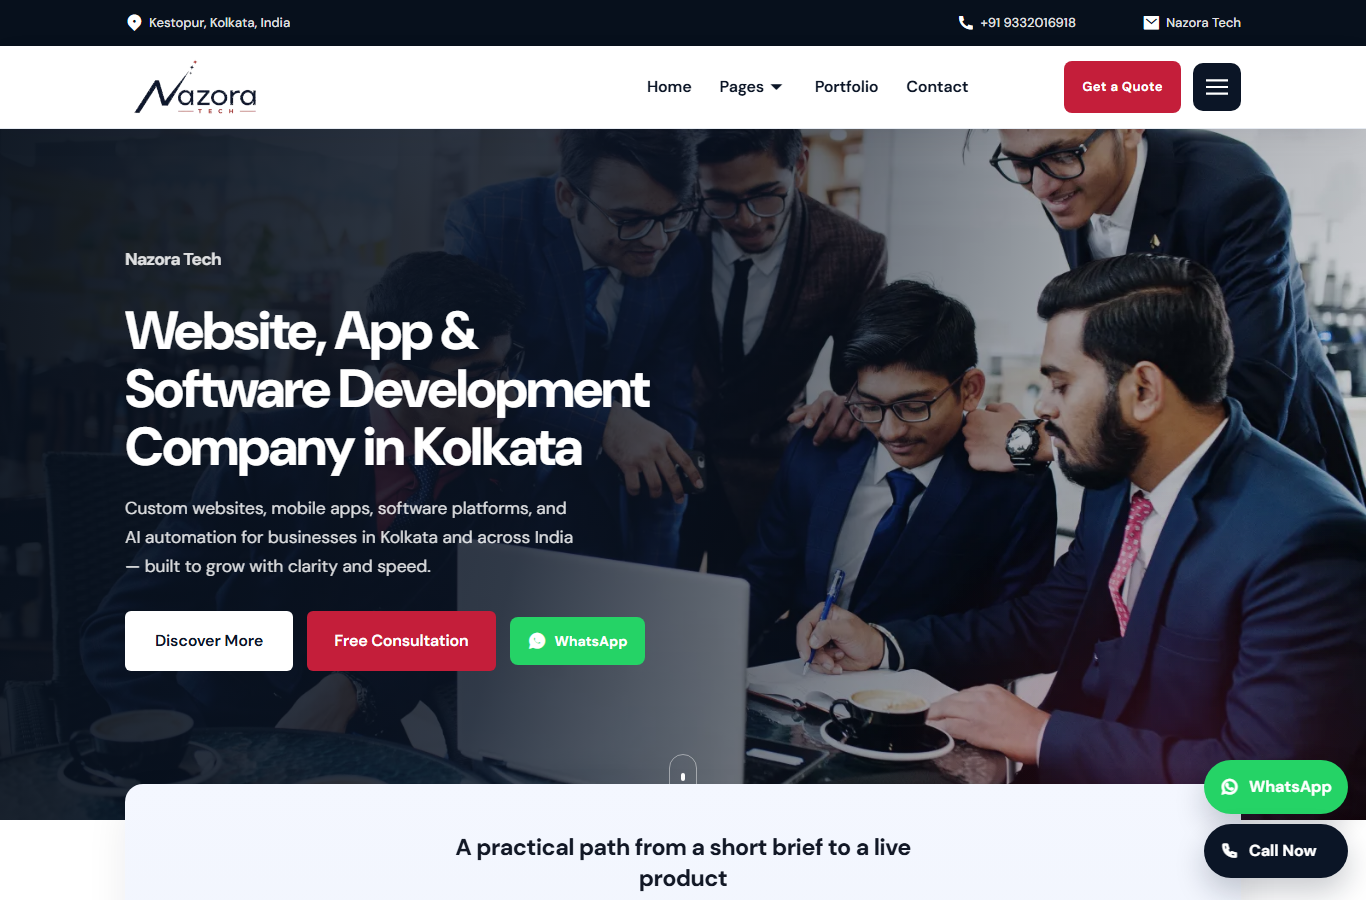 Kestopur, Kolkata, India
+91 9332016918
Nazora Tech
Nazora
TECH
Home
Pages
Portfolio
Contact
Get a Quote
Nazora Tech
Website, App &
Software Development
Company in Kolkata
Custom websites, mobile apps, software platforms, and
AI automation for businesses in Kolkata and across India
— built to grow with clarity and speed.
Discover More
Free Consultation
WhatsApp
WhatsApp
A practical path from a short brief to a live
product
Call Now